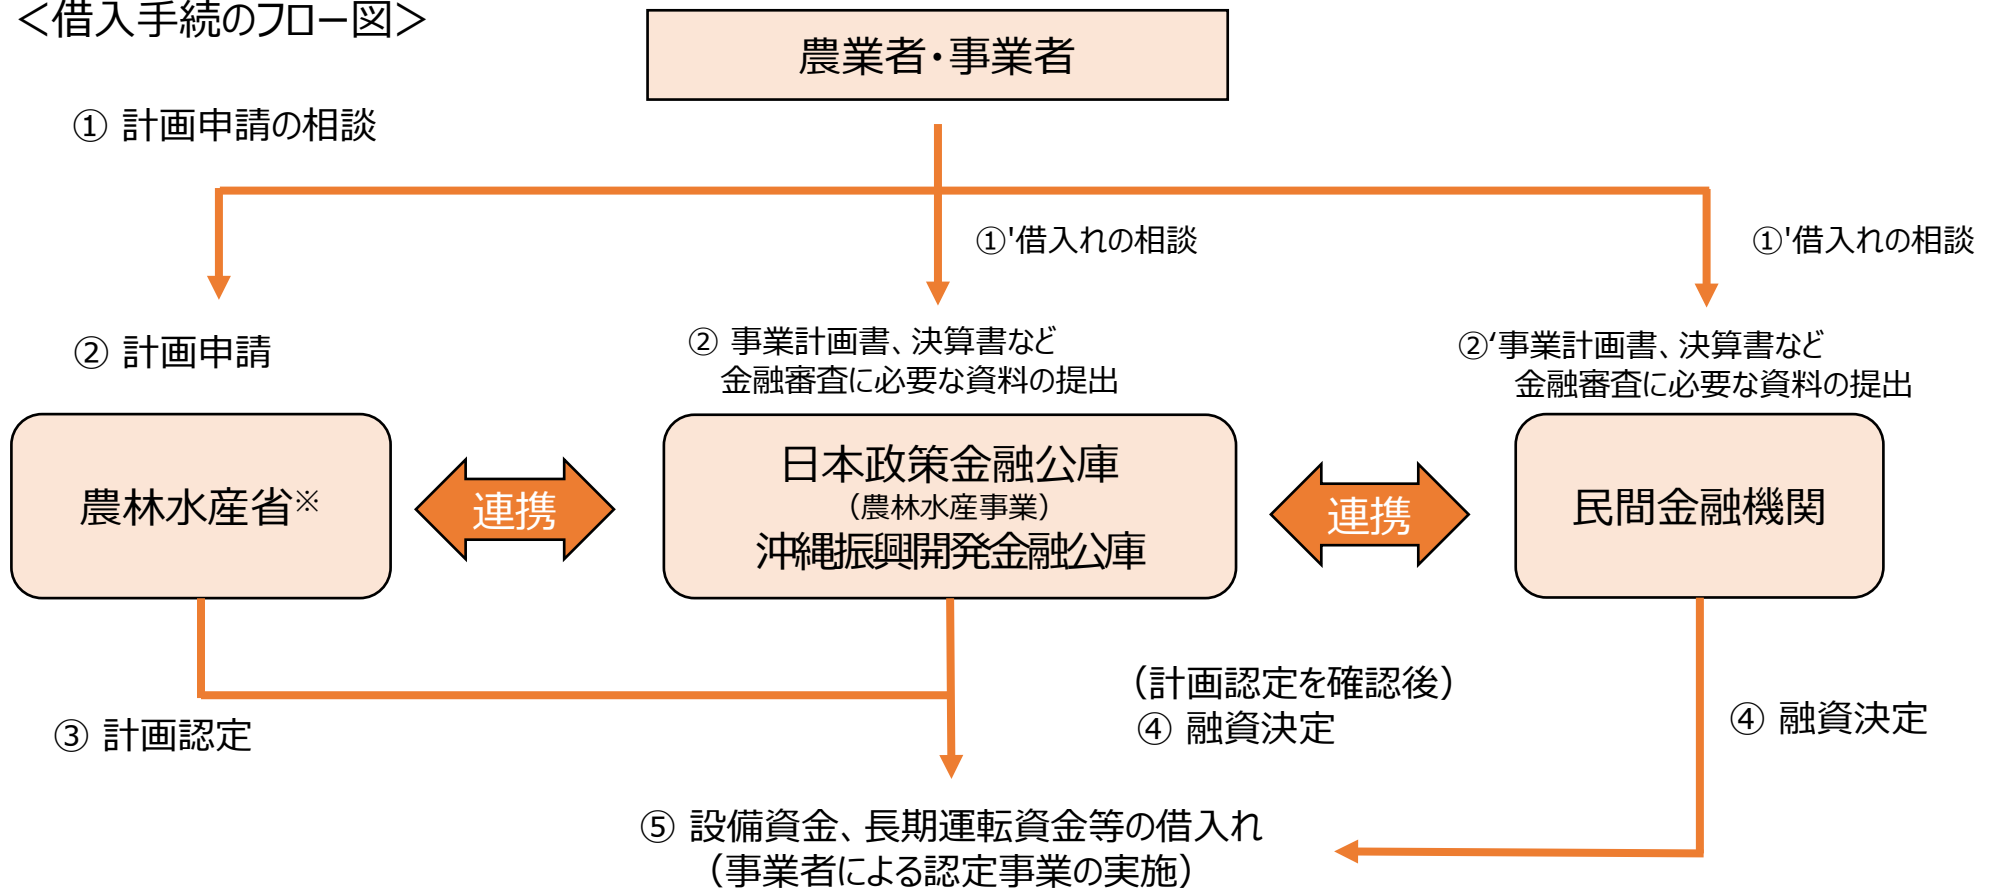 ＜借入手続のフロー図＞
農業者・事業者
① 計画申請の相談
①'借入れの相談
①'借入れの相談
② 計画申請
② 事業計画書、決算書など
金融審査に必要な資料の提出
②‘事業計画書、決算書など
金融審査に必要な資料の提出
農林水産省※
連携
日本政策金融公庫
（農林水産事業）
沖縄振興開発金融公庫
連携
民間金融機関
③ 計画認定
（計画認定を確認後）
④ 融資決定
④ 融資決定
⑤ 設備資金、長期運転資金等の借入れ
（事業者による認定事業の実施）